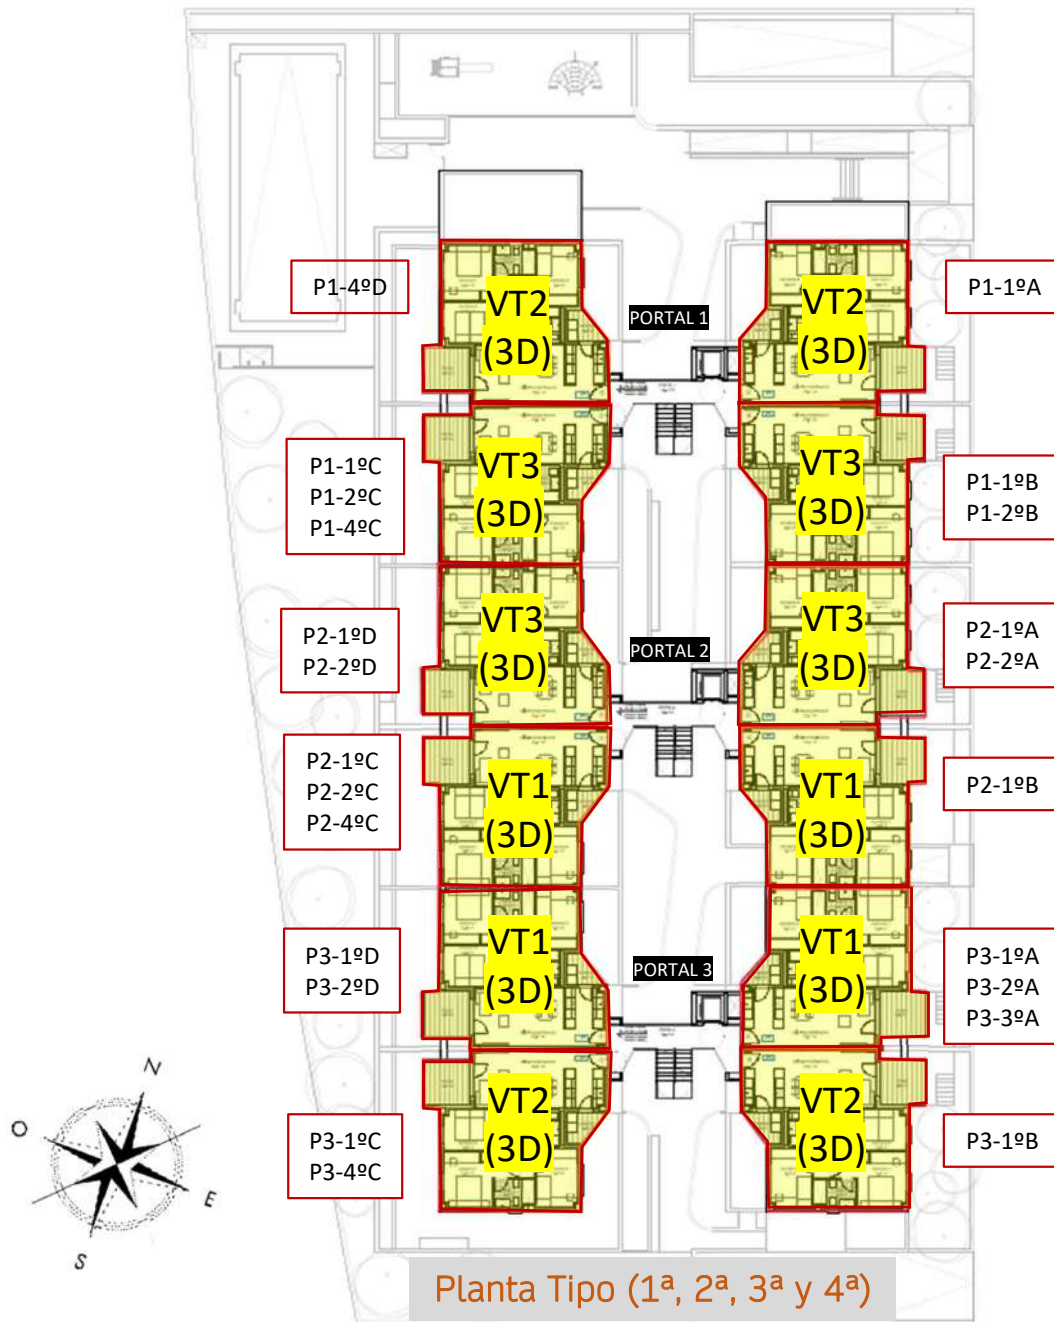 P1-4ºD
VT2
(3D)
PORTAL 1
VT2
(3D)
P1-1ºA
P1-1ºC
P1-2ºC
P1-4ºC
VT3
(3D)
VT3
(3D)
P1-1ºB
P1-2ºB
P2-1ºD
P2-2ºD
VT3
(3D)
PORTAL 2
VT3
(3D)
P2-1ºA
P2-2ºA
P2-1ºC
P2-2ºC
P2-4ºC
VT1
(3D)
VT1
(3D)
P2-1ºB
P3-1ºD
P3-2ºD
VT1
(3D)
PORTAL 3
VT1
(3D)
P3-1ºA
P3-2ºA
P3-3ºA
P3-1ºC
P3-4ºC
VT2
(3D)
VT2
(3D)
P3-1ºB
N
O
E
S
Planta Tipo (1ª, 2ª, 3ª y 4ª)